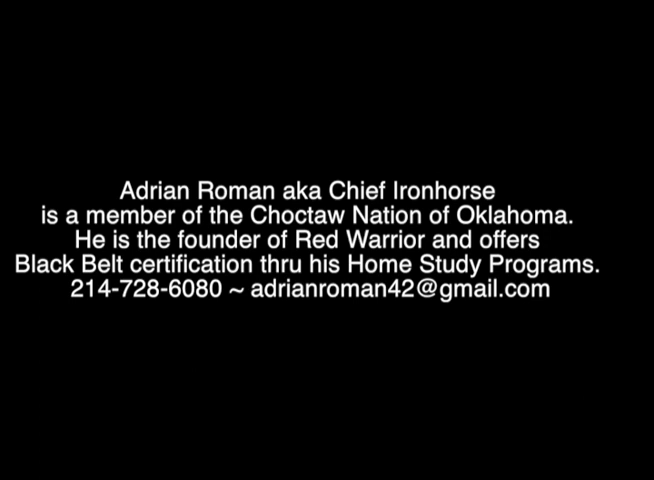 Adrian Roman aka Chief Ironhorse
is a member of the Choctaw Nation of Oklahoma.
He is the founder of Red Warrior and offers
Black Belt certification thru his Home Study Programs.
214-728-6080 ~ adrianroman42@gmail.com